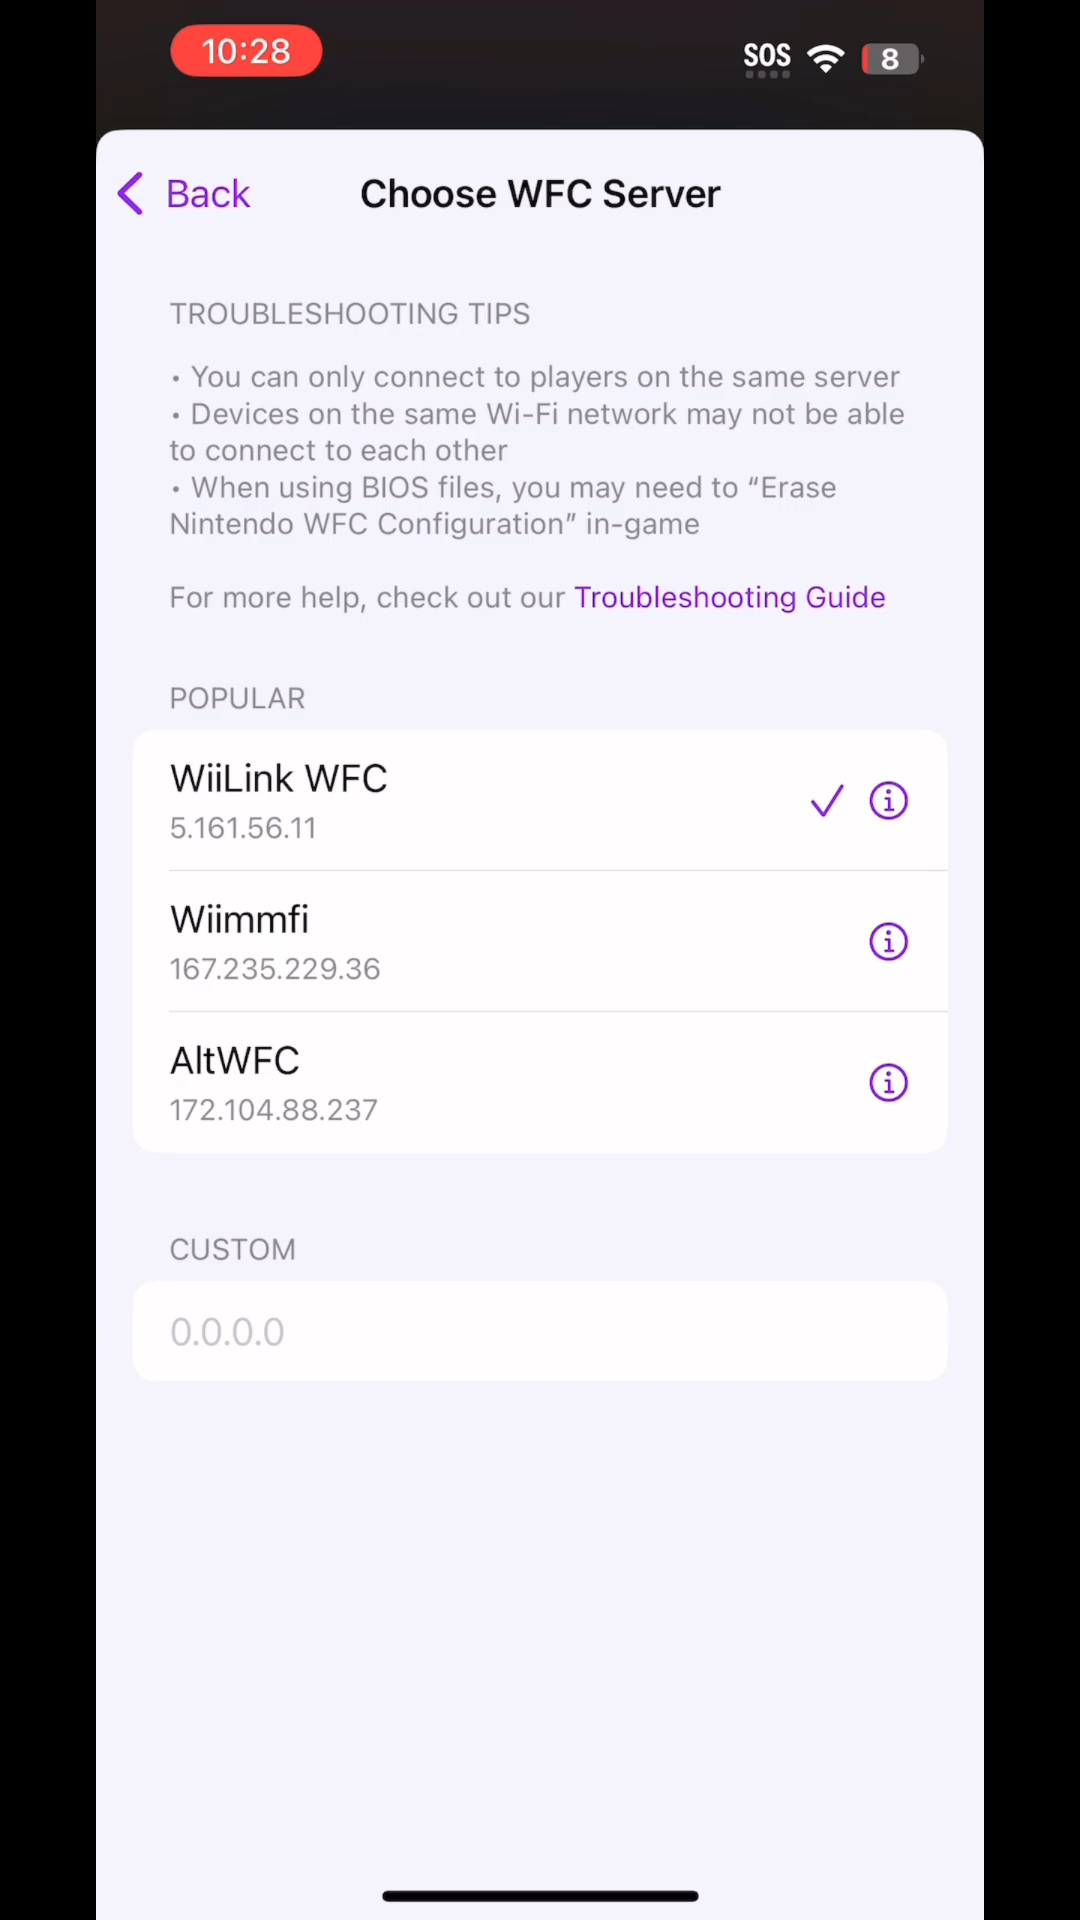 10:28
SOS
8
Back
Choose WFC Server
TROUBLESHOOTING TIPS
• You can only connect to players on the same server
• Devices on the same Wi-Fi network may not be able
to connect to each other
• When using BIOS files, you may need to “Erase
Nintendo WFC Configuration” in-game
For more help, check out our Troubleshooting Guide
POPULAR
WiiLink WFC
5.161.56.11
Wiimmfi
167.235.229.36
AltWFC
172.104.88.237
CUSTOM
0.0.0.0